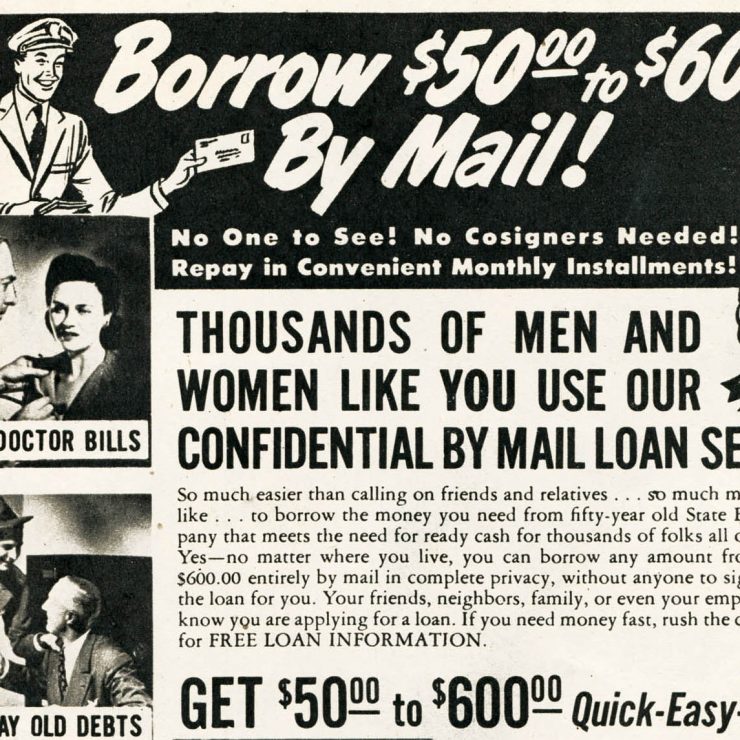 Borrow $50.00 to $60
By Mail!
No One to See! No Cosigners Needed!
Repay in Convenient Monthly Installments!
THOUSANDS OF MEN AND
WOMEN LIKE YOU USE OUR
CONFIDENTIAL BY MAIL LOAN SE
DOCTOR BILLS
So much easier than calling on friends and relatives . . . so much m
like . . . to borrow the money you need from fifty-year old State
pany that meets the need for ready cash for thousands of folks all
Yes—no matter where you live, you can borrow any amount fr
$600.00 entirely by mail in complete privacy, without anyone to sig
the loan for you. Your friends, neighbors, family, or even your emp
know you are applying for a loan. If you need money fast, rush the
for FREE LOAN INFORMATION.
AY OLD DEBTS
GET $50.00 to $600.00 Quick-Easy-